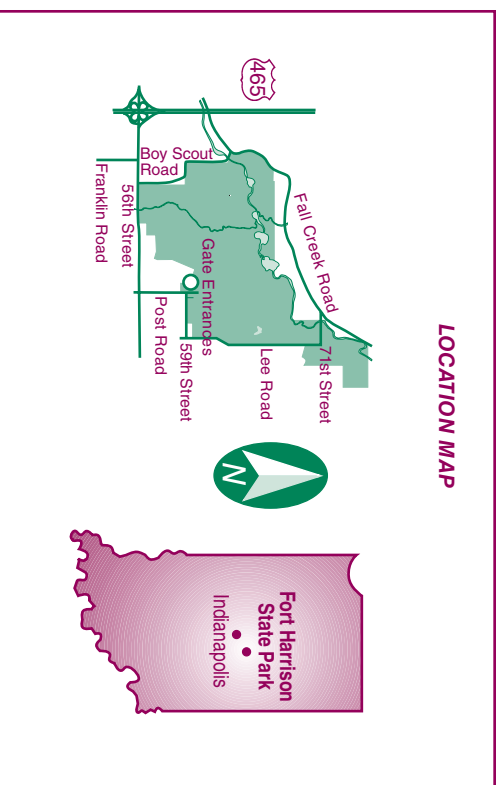 LOCATION MAP
465
Fall Creek Road
71st Street
Boy Scout
Road
Lee Road
Gate Entrances
59th Street
56th Street
Post Road
Franklin Road
N
Fort Harrison
State Park
Indianapolis